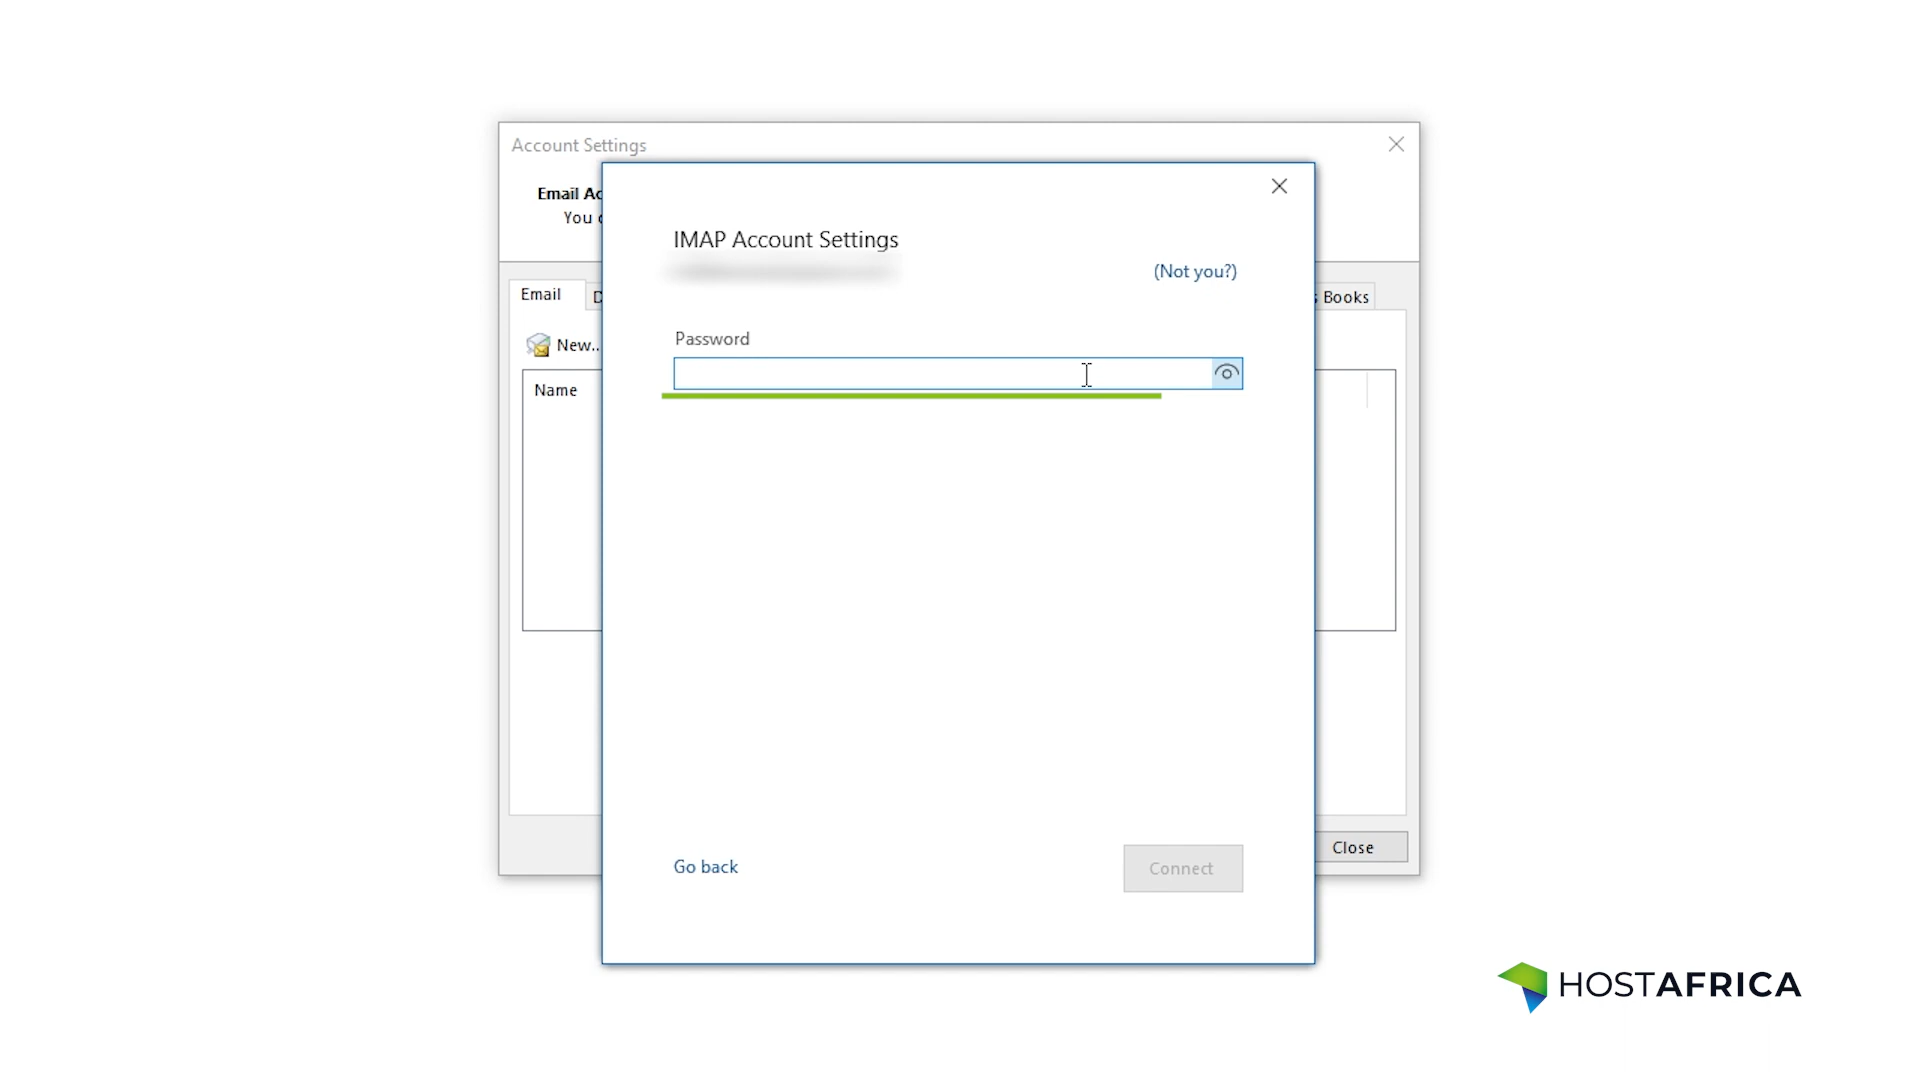 Account Settings
Email Ac
You c
IMAP Account Settings
(Not you?)
Email
D
s Books
Password
New..
Name
Go back
Connect
Close
HOSTAFRICA